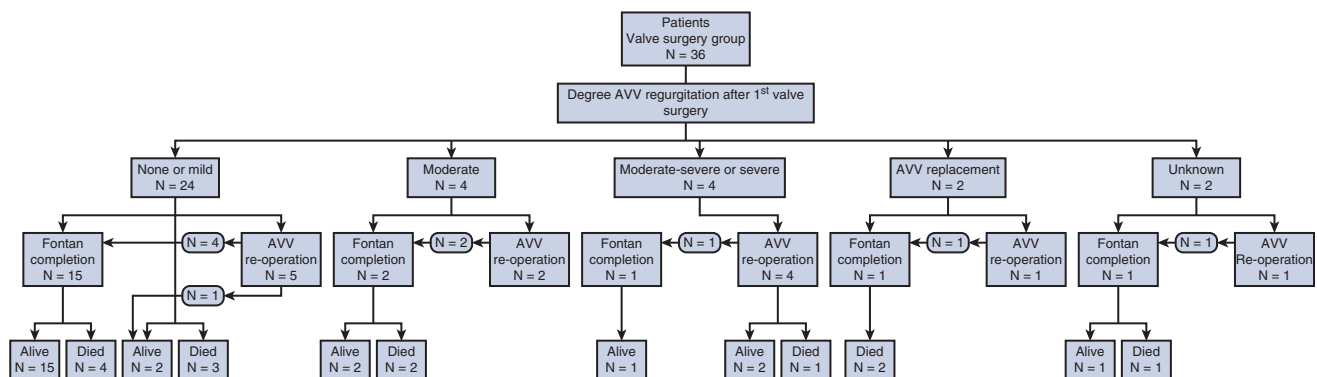 Patients
Valve surgery group
N = 36
Degree AVV regurgitation after 1st valve
surgery
None or mild
N = 24
Moderate
N = 4
Moderate-severe or severe
N = 4
AVV replacement
N = 2
Unknown
N = 2
Fontan
completion
N = 15
N = 4
AVV
re-operation
N = 5
N = 1
Fontan
completion
N = 2
N = 2
AVV
re-operation
N = 2
Fontan
completion
N = 1
N = 1
AVV
re-operation
N = 4
Fontan
completion
N = 1
N = 1
AVV
re-operation
N = 1
Fontan
completion
N = 1
N = 1
AVV
Re-operation
N = 1
Alive
N = 15
Died
N = 4
Alive
N = 2
Died
N = 3
Alive
N = 2
Died
N = 2
Alive
N = 1
Alive
N = 2
Died
N = 1
Died
N = 2
Alive
N = 1
Died
N = 1